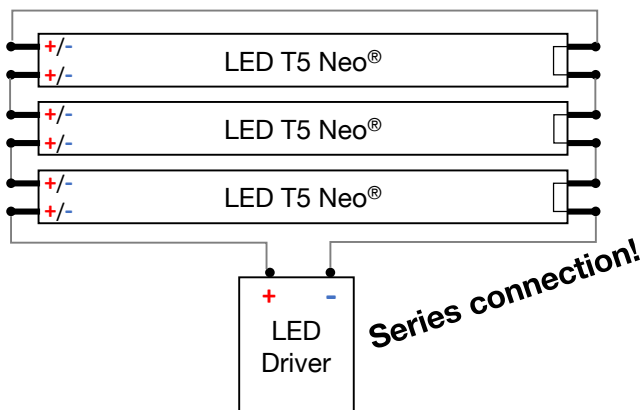 +/-
+/-
LED T5 Neo®
+/-
+/-
LED T5 Neo®
+/-
+/-
LED T5 Neo®
+ -
LED
Driver
Series connection!